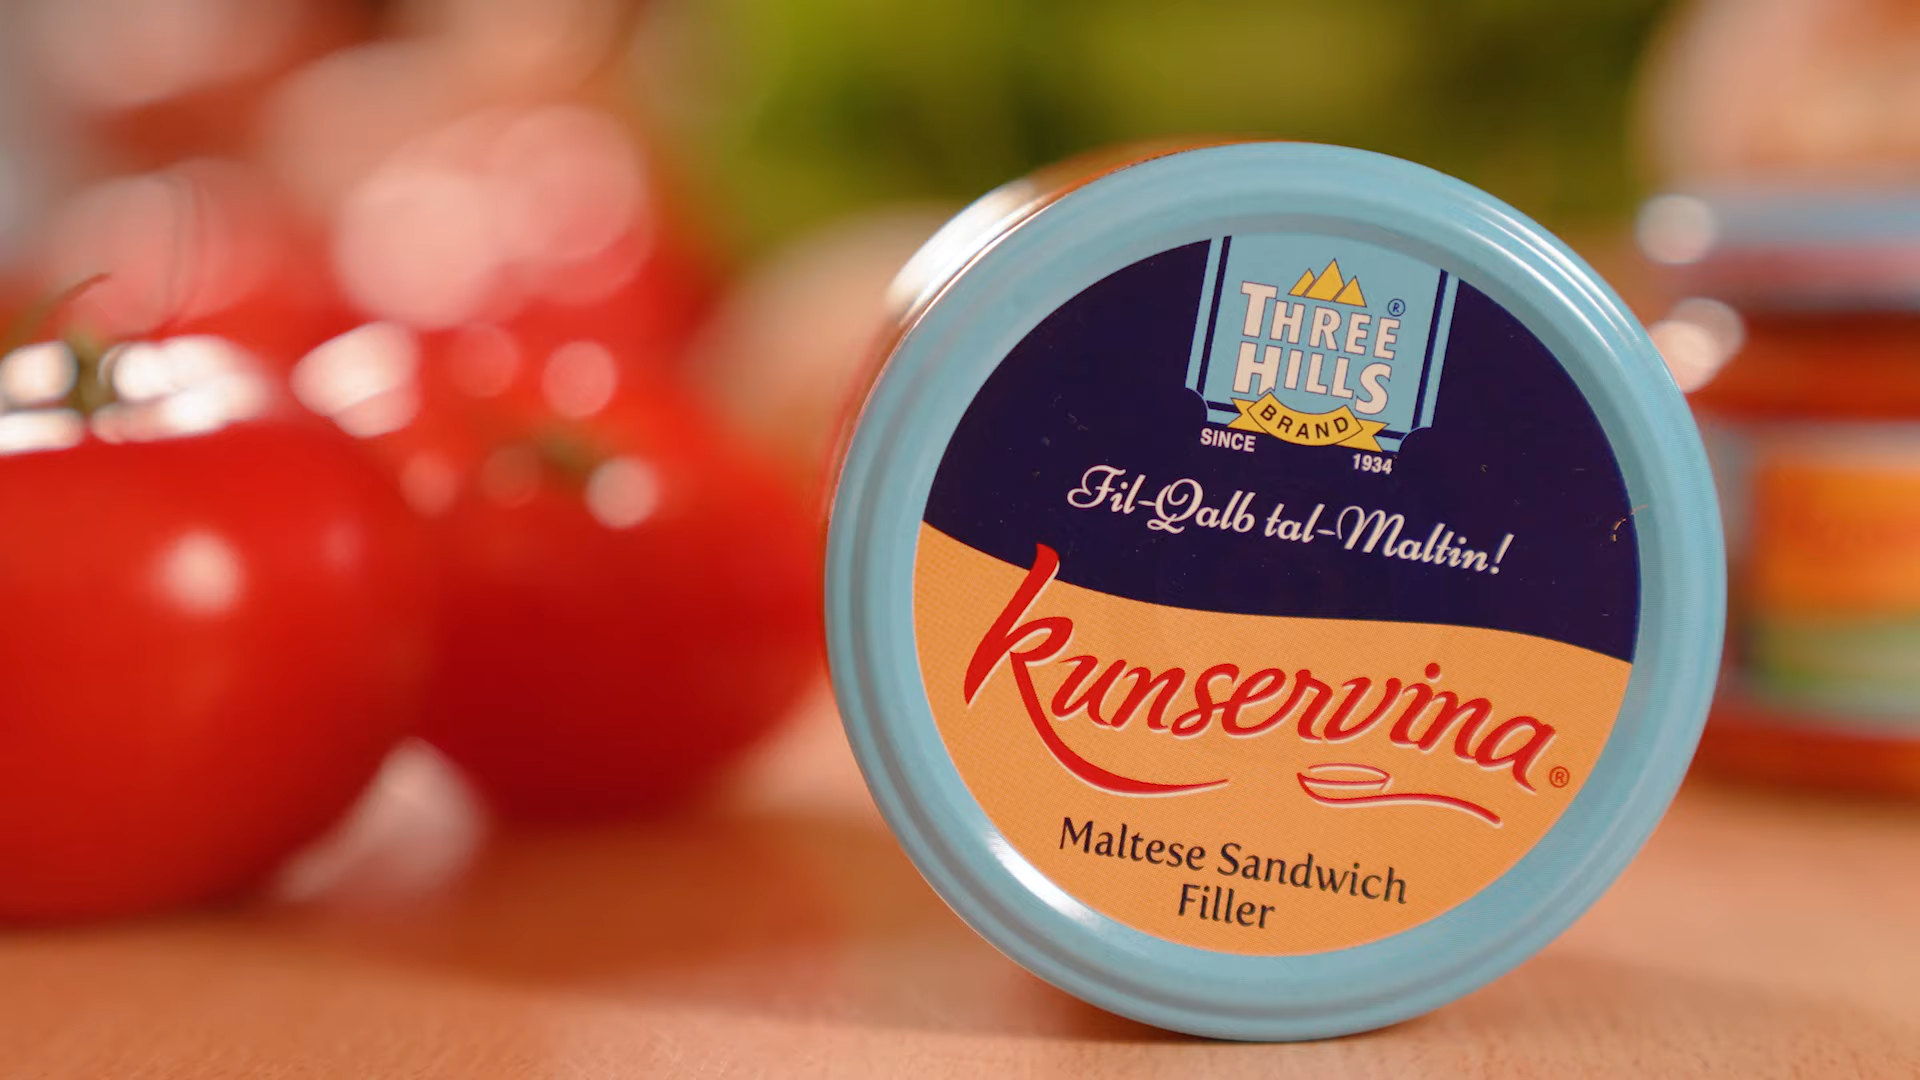 THREE ®
HILLS
BRAND
SINCE 1934
Fil-Qalb tal-Maltin!
kunservina ®
Maltese Sandwich
Filler